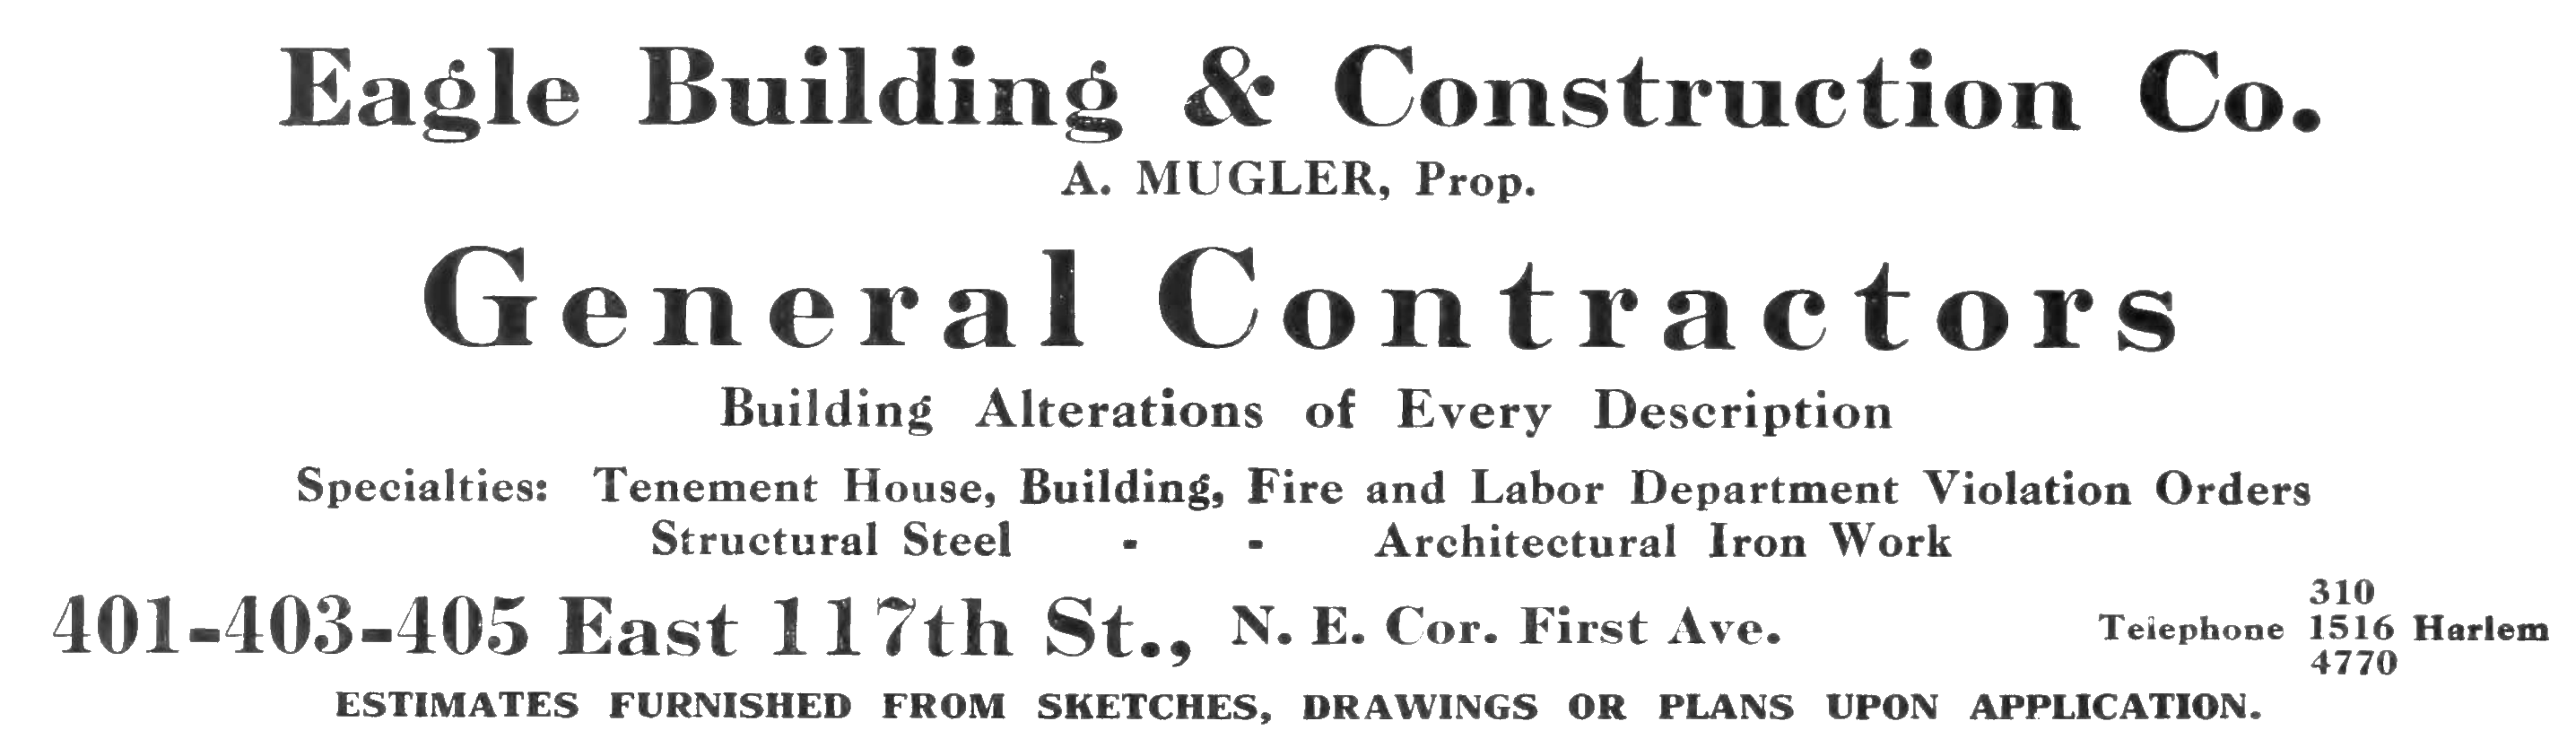 Eagle Building & Construction Co.
A. MUGLER, Prop.
General Contractors
Building Alterations of Every Description
Specialties: Tenement House, Building, Fire and Labor Department Violation Orders
Structural Steel - - Architectural Iron Work
401-403-405 East 117th St., N. E. Cor. First Ave.
310
Telephone 1516 Harlem
4770
ESTIMATES FURNISHED FROM SKETCHES, DRAWINGS OR PLANS UPON APPLICATION.